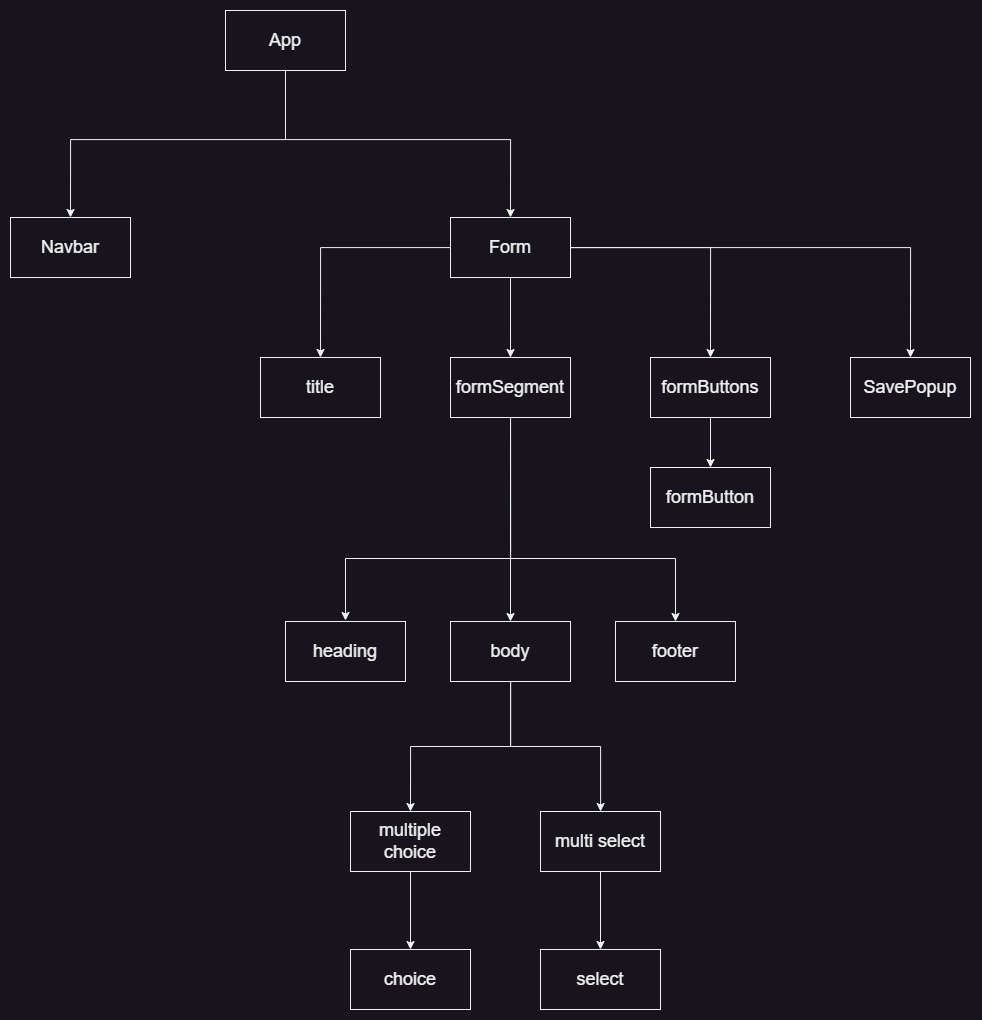 App
Navbar
Form
title
formSegment
formButtons
SavePopup
formButton
heading
body
footer
multiple
choice
multi select
choice
select